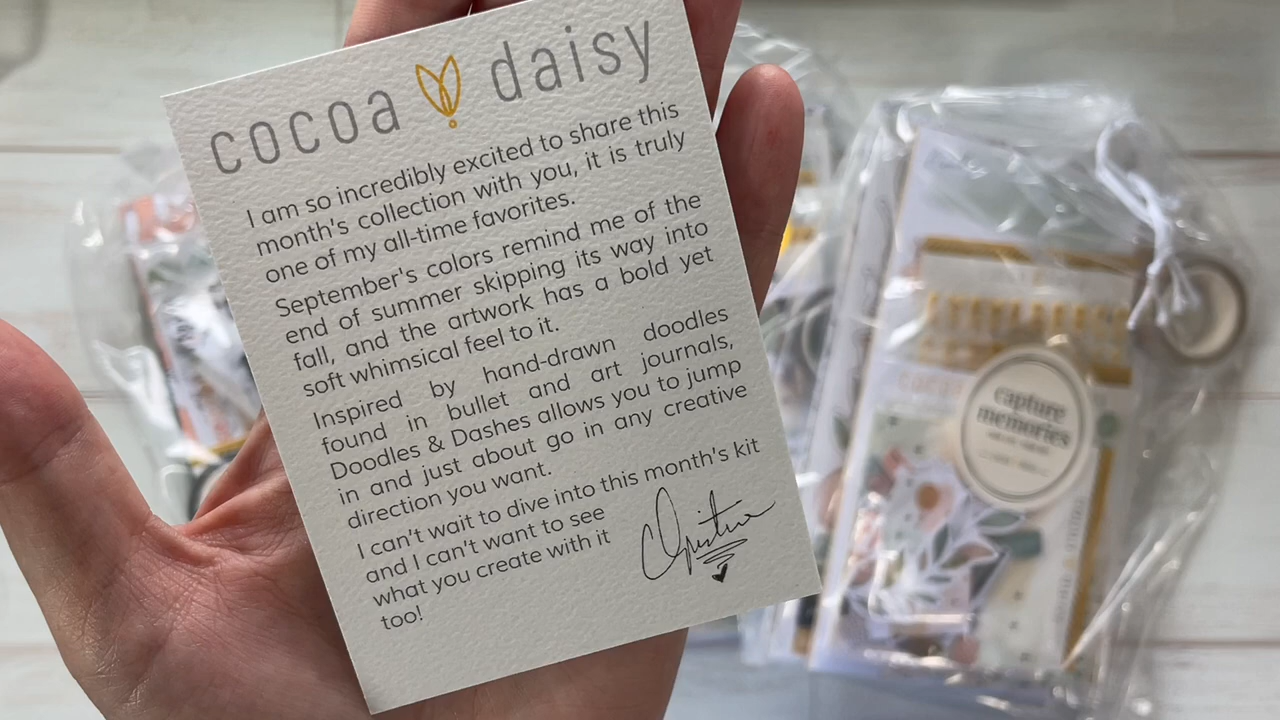 cocoa daisy
I am so incredibly excited to share this
month's collection with you, it is truly
one of my all-time favorites.
September's colors remind me of the
end of summer skipping its way into
fall, and the artwork has a bold yet
soft whimsical feel to it.
Inspired by hand-drawn doodles
found in bullet and art journals,
Doodles & Dashes allows you to jump
in and just about go in any creative
direction you want.
I can't wait to dive into this month's kit
and I can't want to see
what you create with it
too!
Christine
capture
memories